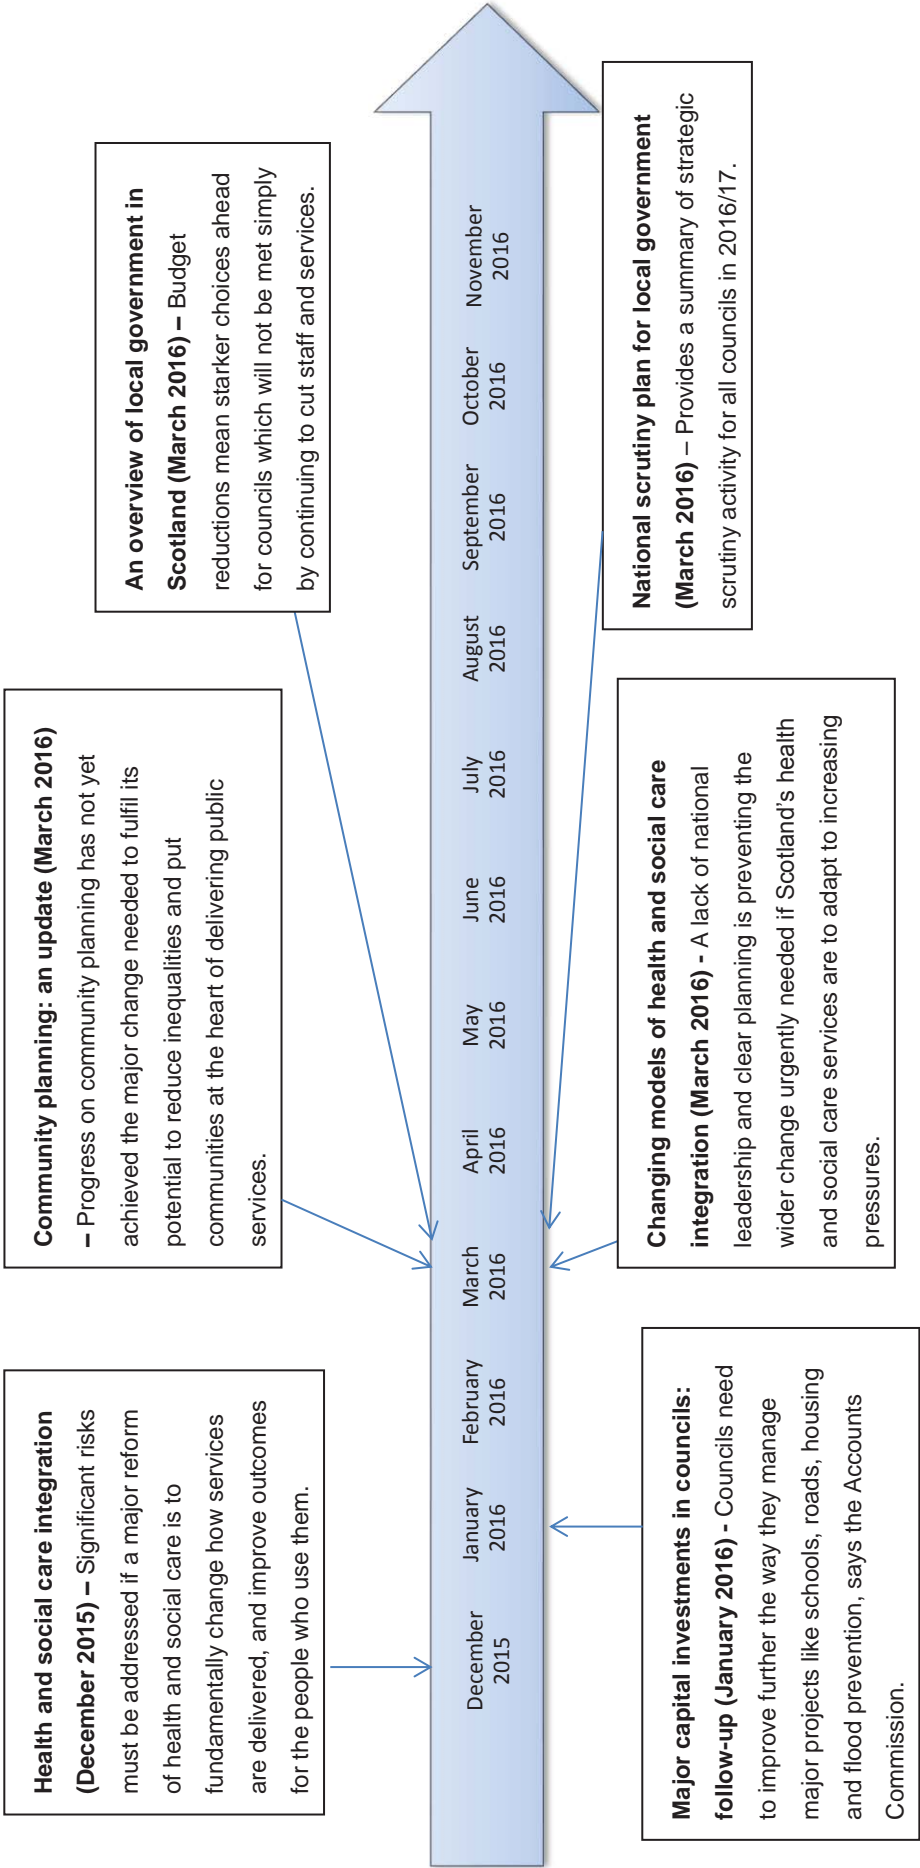 Health and social care integration
(December 2015) – Significant risks
must be addressed if a major reform
of health and social care is to
fundamentally change how services
are delivered, and improve outcomes
for the people who use them.
Community planning: an update (March 2016)
– Progress on community planning has not yet
achieved the major change needed to fulfil its
potential to reduce inequalities and put
communities at the heart of delivering public
services.
An overview of local government in
Scotland (March 2016) – Budget
reductions mean starker choices ahead
for councils which will not be met simply
by continuing to cut staff and services.
December
2015
January
2016
February
2016
March
2016
April
2016
May
2016
June
2016
July
2016
August
2016
September
2016
October
2016
November
2016
Major capital investments in councils:
follow-up (January 2016) - Councils need
to improve further the way they manage
major projects like schools, roads, housing
and flood prevention, says the Accounts
Commission.
Changing models of health and social care
integration (March 2016) - A lack of national
leadership and clear planning is preventing the
wider change urgently needed if Scotland's health
and social care services are to adapt to increasing
pressures.
National scrutiny plan for local government
(March 2016) – Provides a summary of strategic
scrutiny activity for all councils in 2016/17.